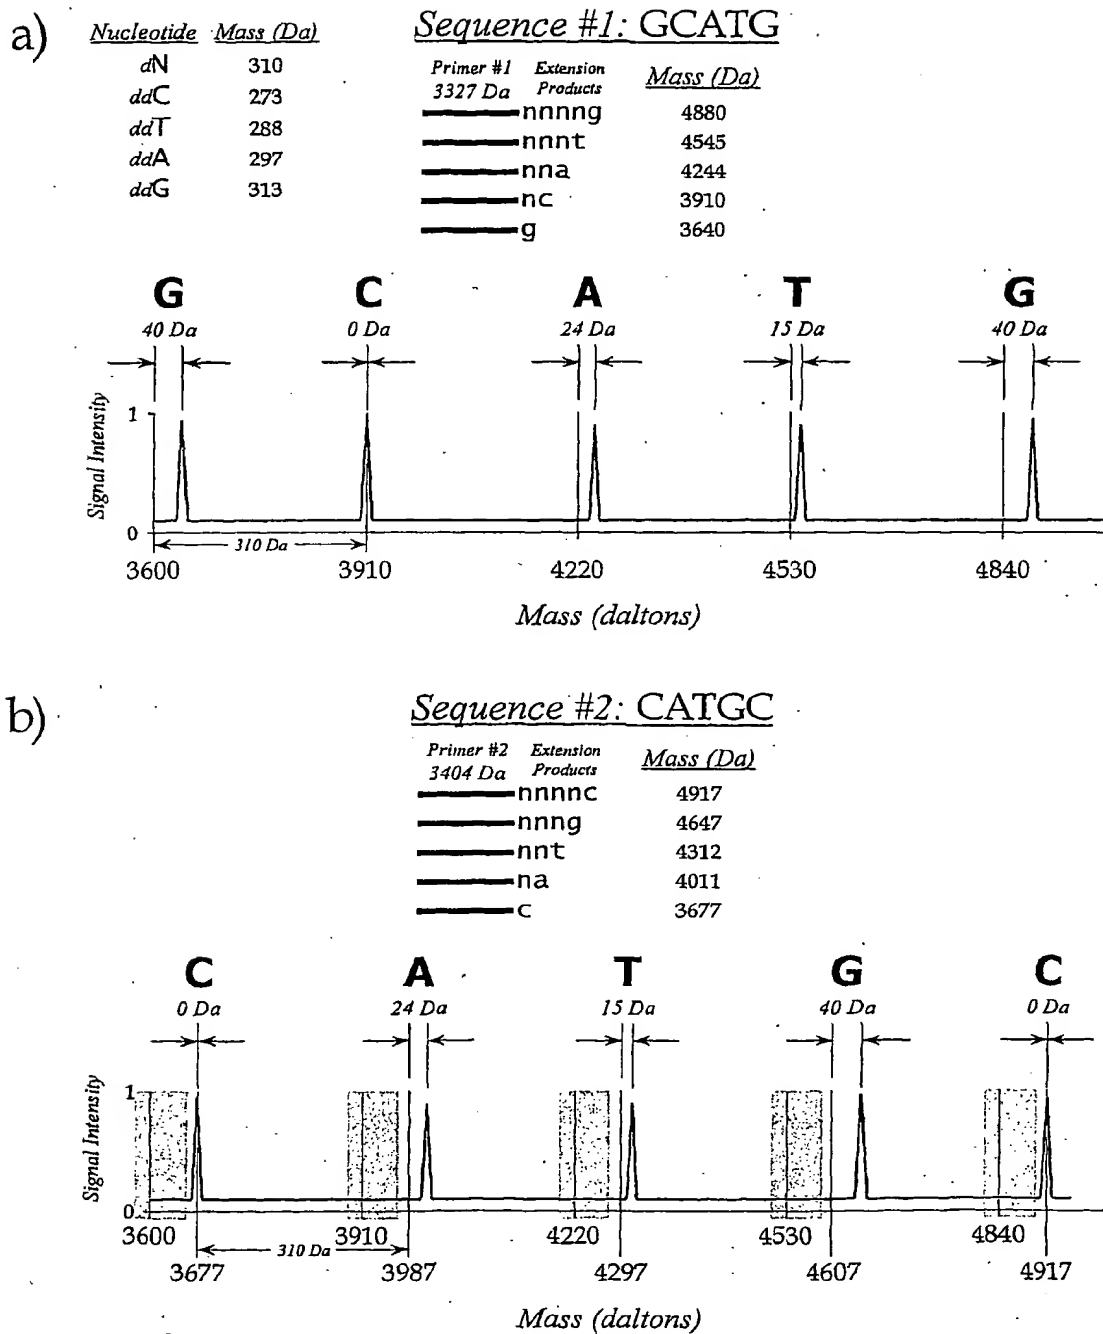 a)
Nucleotide Mass (Da)
dN 310
ddC 273
ddT 288
ddA 297
ddG 313
Sequence #1: GCATG
Primer #1 Extension Mass (Da)
3327 Da Products
nnnng 4880
nnnt 4545
nna 4244
nc 3910
g 3640
G C A T G
40 Da 0 Da 24 Da 15 Da 40 Da
Signal Intensity
1
0
310 Da
3600 3910 4220 4530 4840
Mass (daltons)
b)
Sequence #2: CATGC
Primer #2 Extension Mass (Da)
3404 Da Products
nnnnc 4917
nnng 4647
nnt 4312
na 4011
c 3677
C A T G C
0 Da 24 Da 15 Da 40 Da 0 Da
Signal Intensity
1
0
3600 3910 4220 4530 4840
310 Da
3677 3987 4297 4607 4917
Mass (daltons)